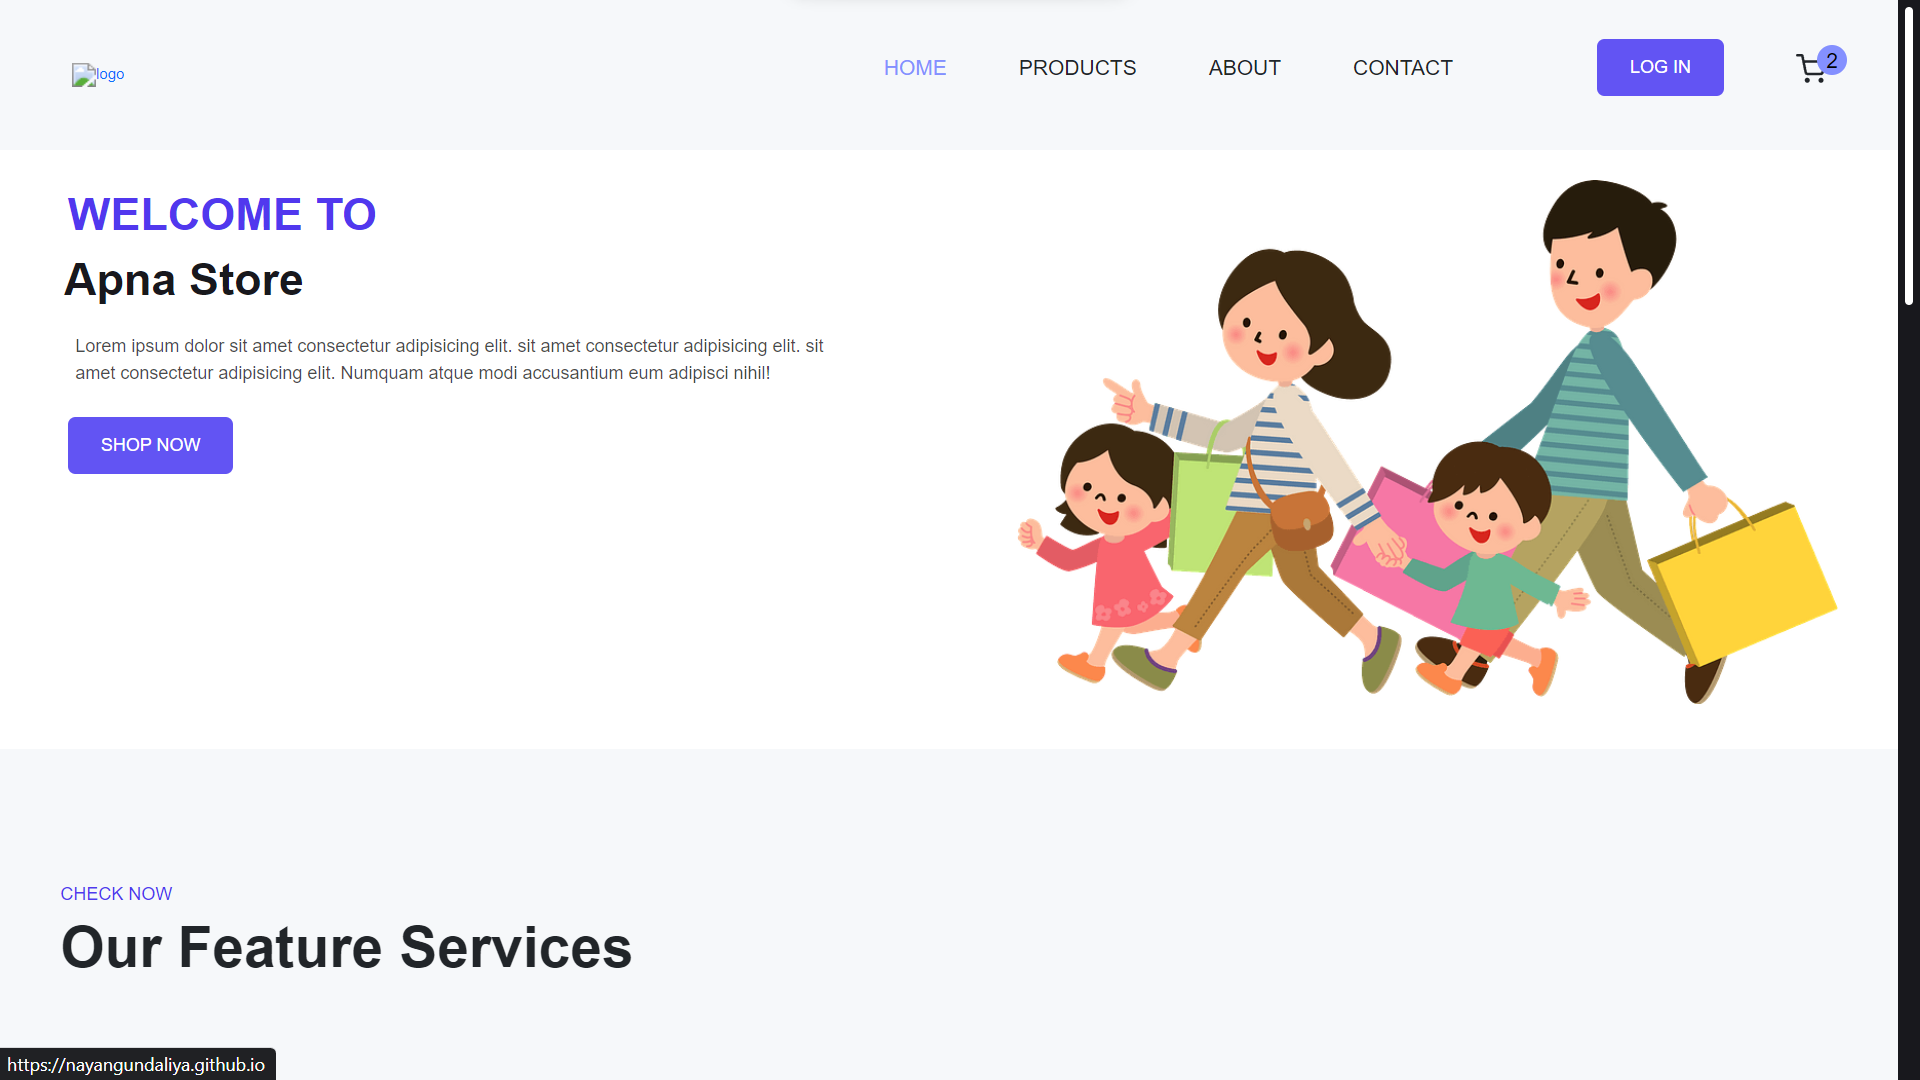 logo
HOME
PRODUCTS
ABOUT
CONTACT
LOG IN
2
WELCOME TO
Apna Store
Lorem ipsum dolor sit amet consectetur adipisicing elit. sit amet consectetur adipisicing elit. sit
amet consectetur adipisicing elit. Numquam atque modi accusantium eum adipisci nihil!
SHOP NOW
CHECK NOW
Our Feature Services
https://nayangundaliya.github.io